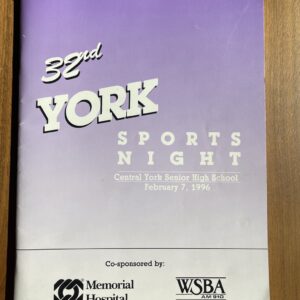 32nd
YORK
SPORTS
NIGHT
Central York Senior High School
February 7, 1996
Co-sponsored by:
Memorial
Hospital
WSBA
AM 910